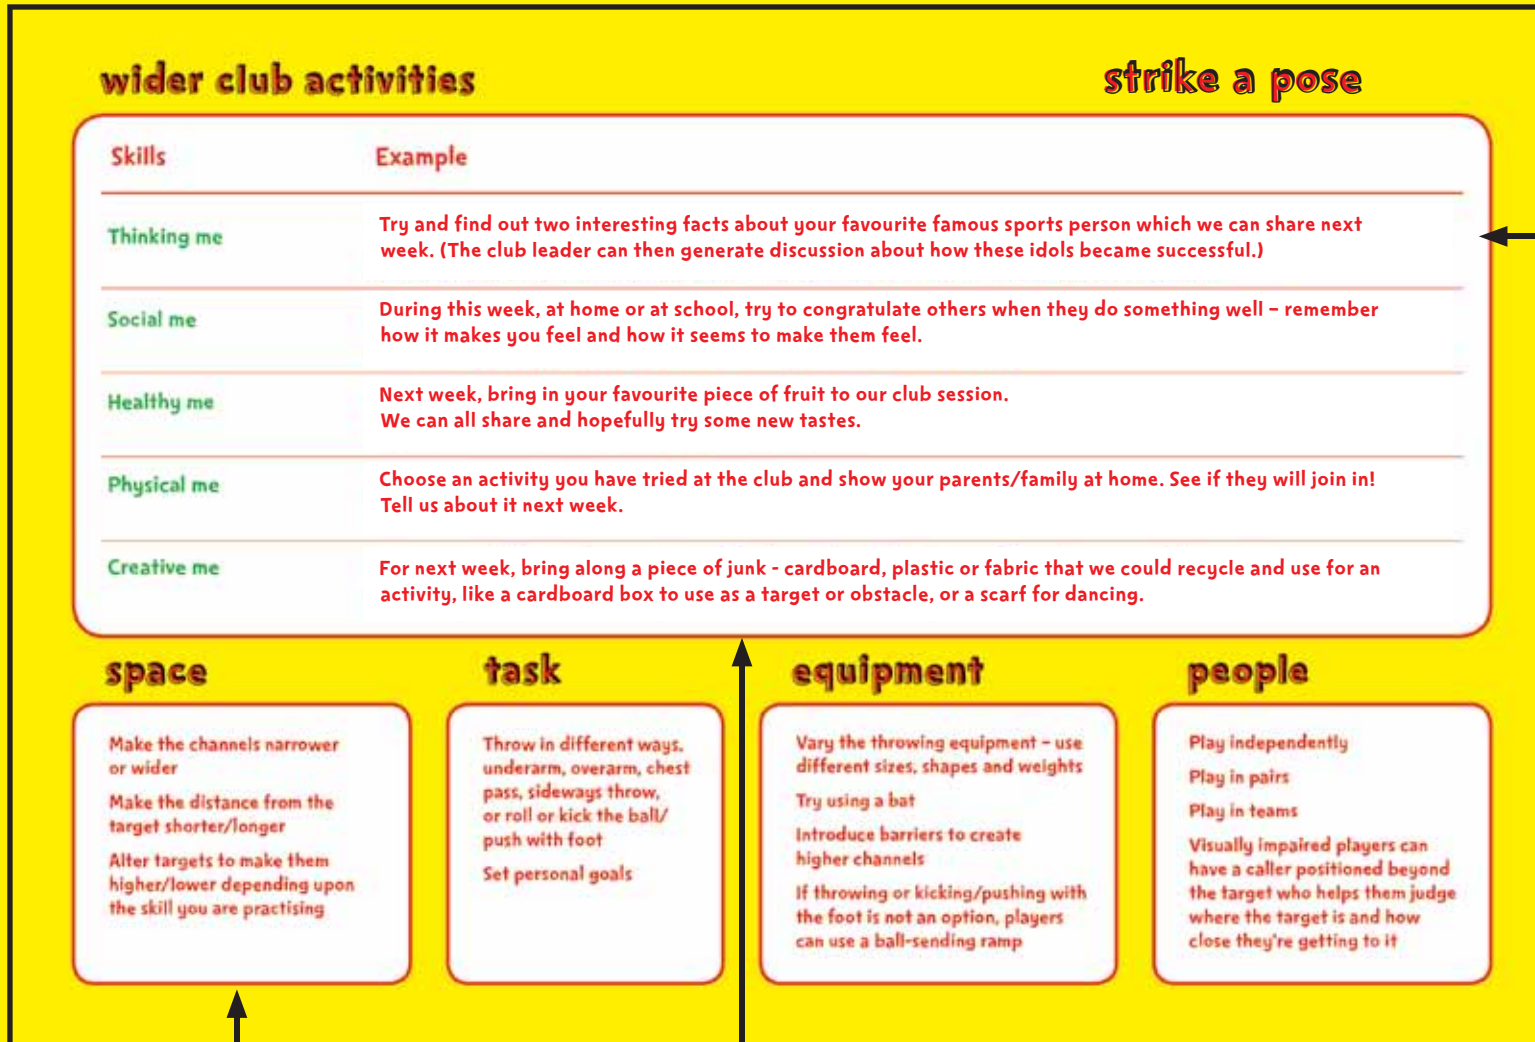 wider club activities
strike a pose
Skills
Example
Thinking me
Try and find out two interesting facts about your favourite famous sports person which we can share next
week. (The club leader can then generate discussion about how these idols became successful.)
Social me
During this week, at home or at school, try to congratulate others when they do something well – remember
how it makes you feel and how it seems to make them feel.
Healthy me
Next week, bring in your favourite piece of fruit to our club session.
We can all share and hopefully try some new tastes.
Physical me
Choose an activity you have tried at the club and show your parents/family at home. See if they will join in!
Tell us about it next week.
Creative me
For next week, bring along a piece of junk - cardboard, plastic or fabric that we could recycle and use for an
activity, like a cardboard box to use as a target or obstacle, or a scarf for dancing.
space
Make the channels narrower
or wider
Make the distance from the
target shorter/longer
Alter targets to make them
higher/lower depending upon
the skill you are practising
task
Throw in different ways,
underarm, overarm, chest
pass, sideways throw,
or roll or kick the ball/
push with foot
Set personal goals
equipment
Vary the throwing equipment – use
different sizes, shapes and weights
Try using a bat
Introduce barriers to create
higher channels
If throwing or kicking/pushing with
the foot is not an option, players
can use a ball-sending ramp
people
Play independently
Play in pairs
Play in teams
Visually impaired players can
have a caller positioned beyond
the target who helps them judge
where the target is and how
close they're getting to it